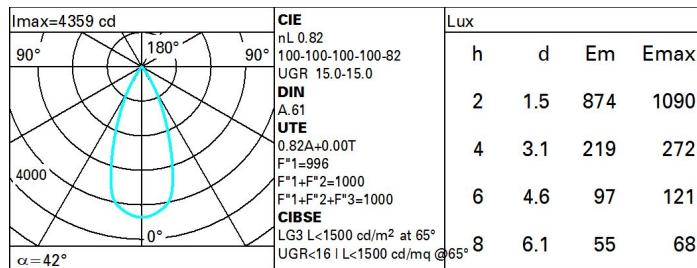 Imax=4359 cd
90°
180°
90°
4000
0°
α=42°
CIE
nL 0.82
100-100-100-100-82
UGR 15.0-15.0
DIN
A.61
UTE
0.82A+0.00T
F"1=996
F"1+F"2=1000
F"1+F"2+F"3=1000
CIBSE
LG3 L<1500 cd/m² at 65°
UGR<16 | L<1500 cd/mq @65°
Lux
h d Em Emax
2 1.5 874 1090
4 3.1 219 272
6 4.6 97 121
8 6.1 55 68